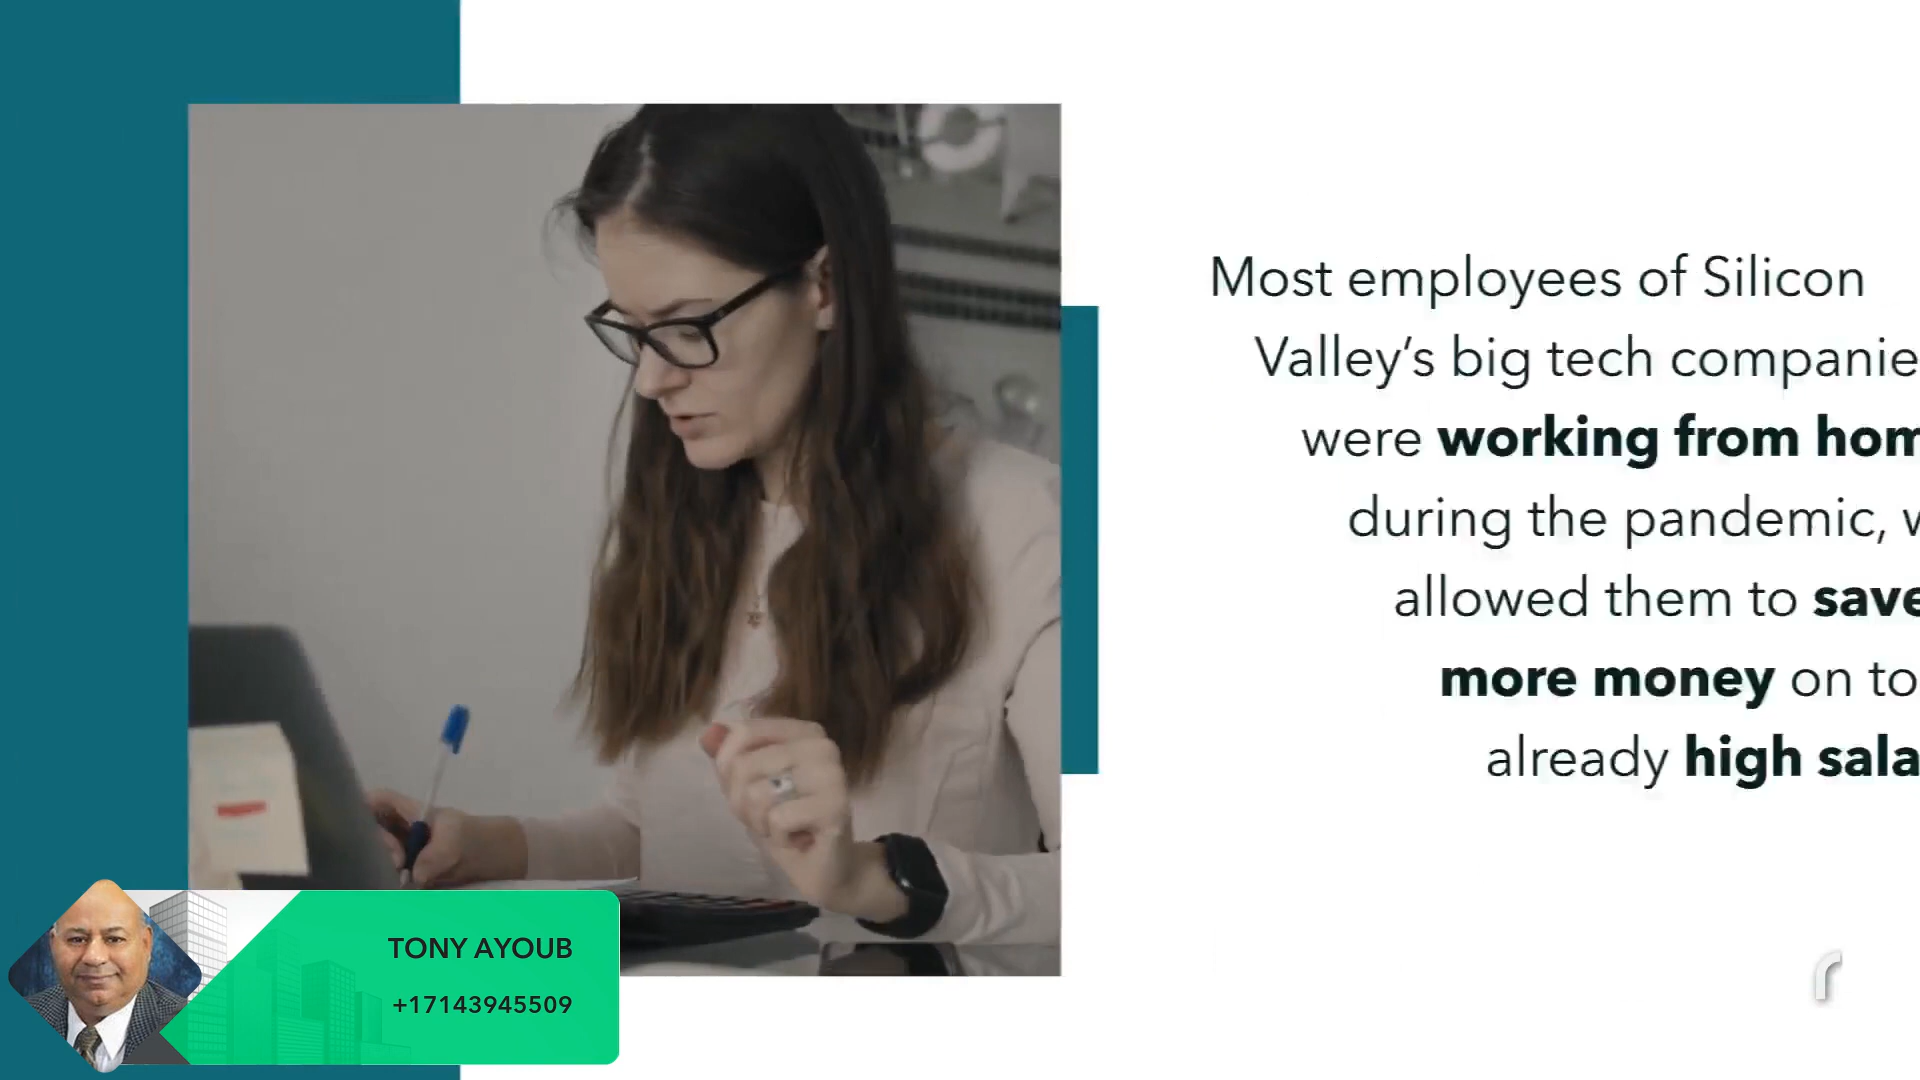 Most employees of Silicon
Valley’s big tech companie
were working from hom
during the pandemic, w
allowed them to save
more money on to
already high sala
TONY AYOUB
+17143945509